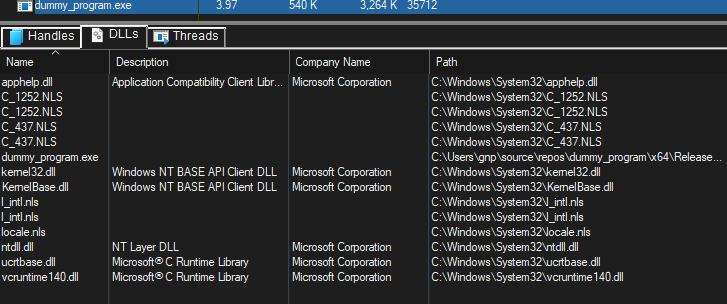 dummy_program.exe 3.97 540 K 3,264 K 35712
Handles DLLs Threads
Name Description Company Name Path
apphelp.dll Application Compatibility Client Libr... Microsoft Corporation C:\Windows\System32\apphelp.dll
C_1252.NLS C:\Windows\System32\C_1252.NLS
C_1252.NLS C:\Windows\System32\C_1252.NLS
C_437.NLS C:\Windows\System32\C_437.NLS
C_437.NLS C:\Windows\System32\C_437.NLS
dummy_program.exe C:\Users\gnp\source\repos\dummy_program\x64\Release...
kernel32.dll Windows NT BASE API Client DLL Microsoft Corporation C:\Windows\System32\kernel32.dll
KernelBase.dll Windows NT BASE API Client DLL Microsoft Corporation C:\Windows\System32\KernelBase.dll
l_intl.nls C:\Windows\System32\l_intl.nls
l_intl.nls C:\Windows\System32\l_intl.nls
locale.nls C:\Windows\System32\locale.nls
ntdll.dll NT Layer DLL Microsoft Corporation C:\Windows\System32\ntdll.dll
ucrtbase.dll Microsoft® C Runtime Library Microsoft Corporation C:\Windows\System32\ucrtbase.dll
vcruntime140.dll Microsoft® C Runtime Library Microsoft Corporation C:\Windows\System32\vcruntime140.dll